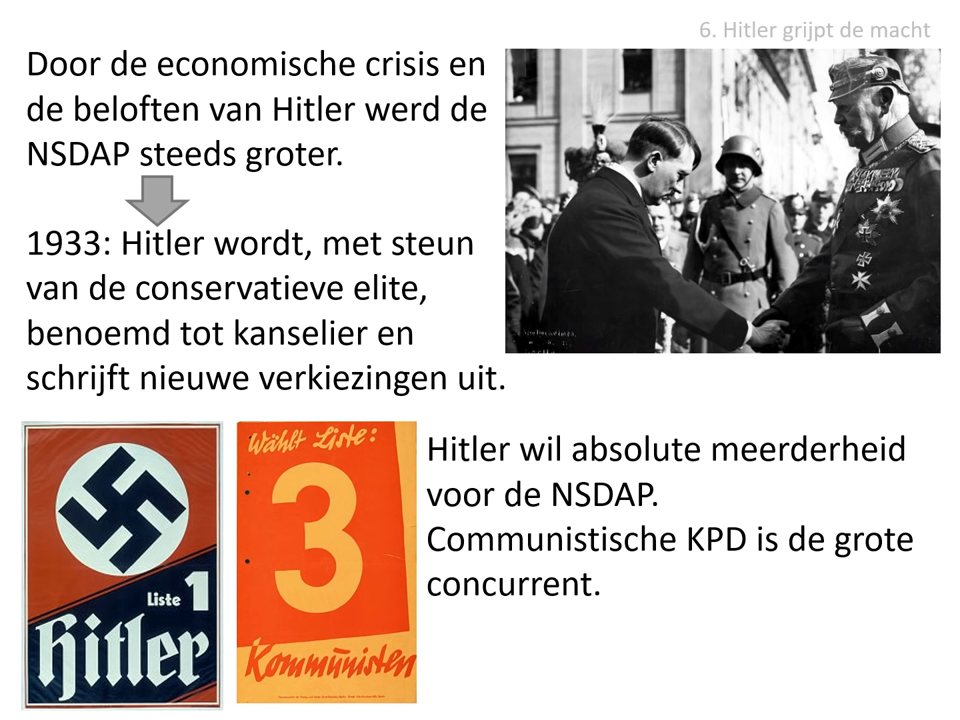 6. Hitler grijpt de macht
Door de economische crisis en
de beloften van Hitler werd de
NSDAP steeds groter.
1933: Hitler wordt, met steun
van de conservatieve elite,
benoemd tot kanselier en
schrijft nieuwe verkiezingen uit.
Liste 1
Hitler
Wählt Liste:
3
Kommunisten
Hitler wil absolute meerderheid
voor de NSDAP.
Communistische KPD is de grote
concurrent.